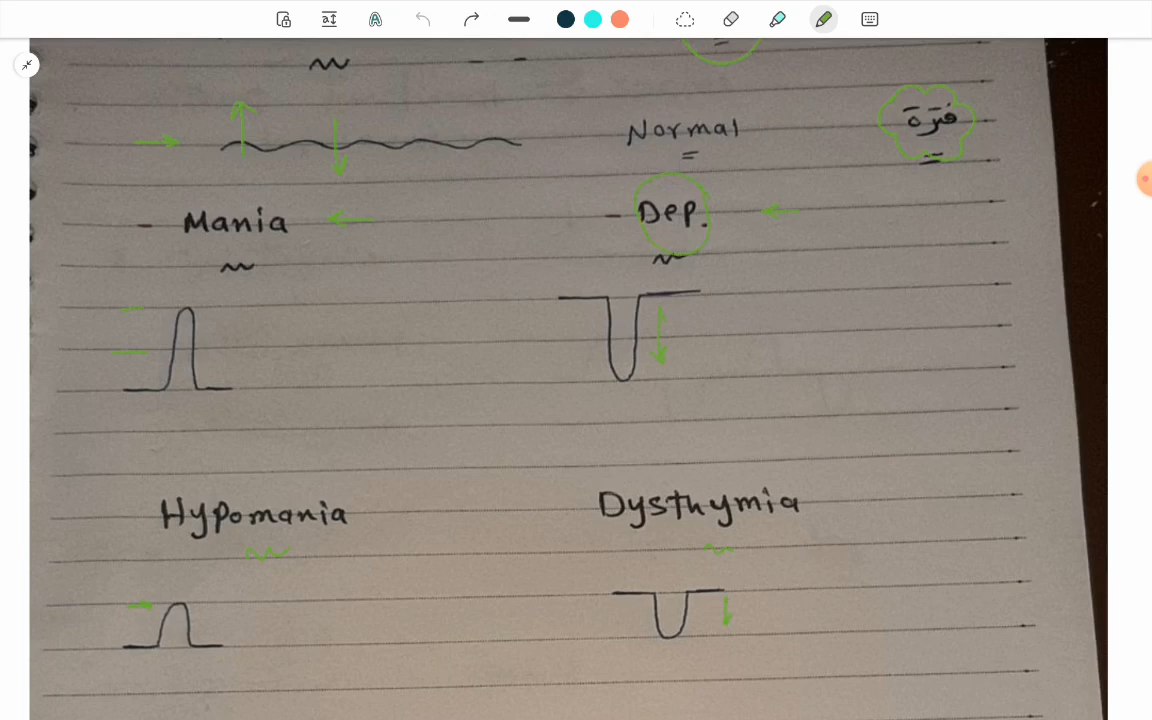 Normal فترة
- Mania - Dep.
Hypomania Dysthymia